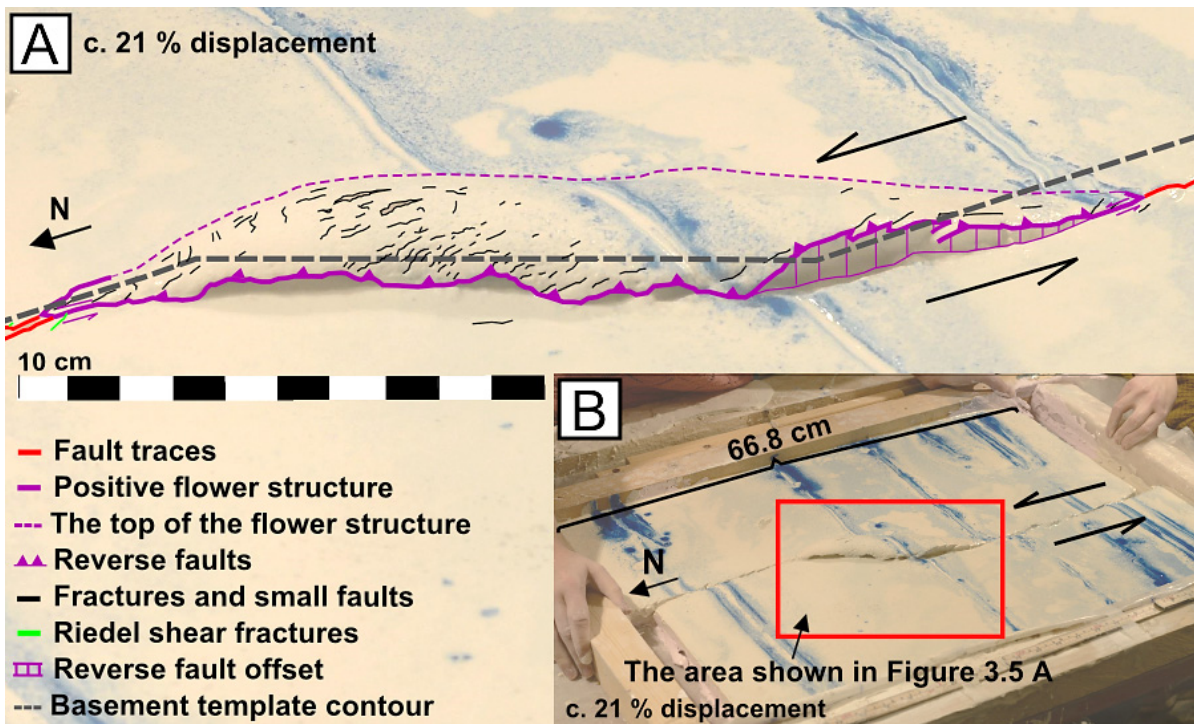 A
c. 21 % displacement
N
10 cm
Fault traces
Positive flower structure
The top of the flower structure
Reverse faults
Fractures and small faults
Riedel shear fractures
Reverse fault offset
Basement template contour
B
66.8 cm
N
The area shown in Figure 3.5 A
c. 21 % displacement